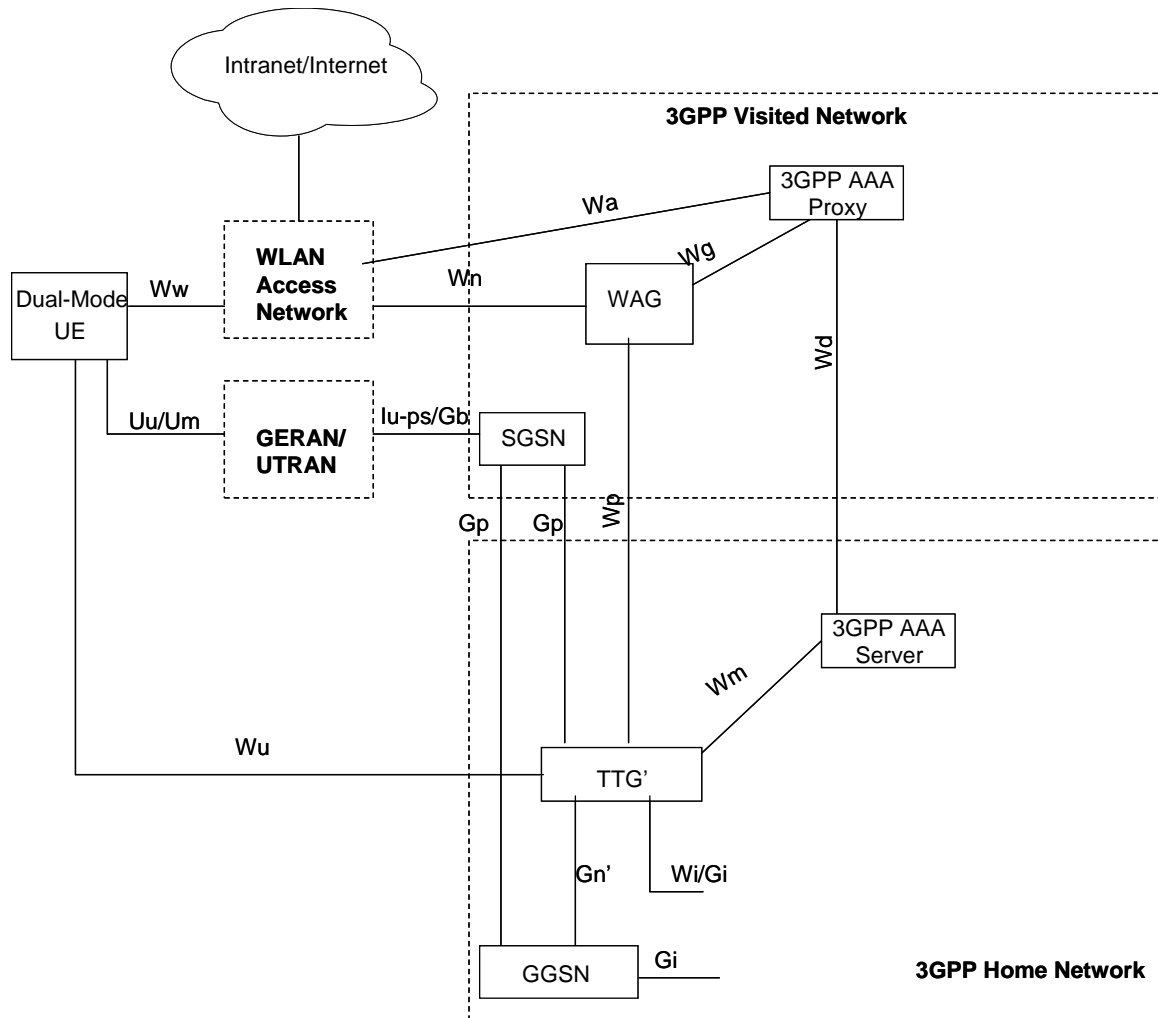 Intranet/Internet
3GPP Visited Network
3GPP AAA
Proxy
Wa
Wg
WLAN
Access
Network
Ww
Wn
WAG
Dual-Mode
UE
Wd
Uu/Um
Iu-ps/Gb
GERAN/
UTRAN
SGSN
Gp
Gp
Wp
3GPP AAA
Server
Wm
Wu
TTG’
Gn’
Wi/Gi
GGSN
Gi
3GPP Home Network